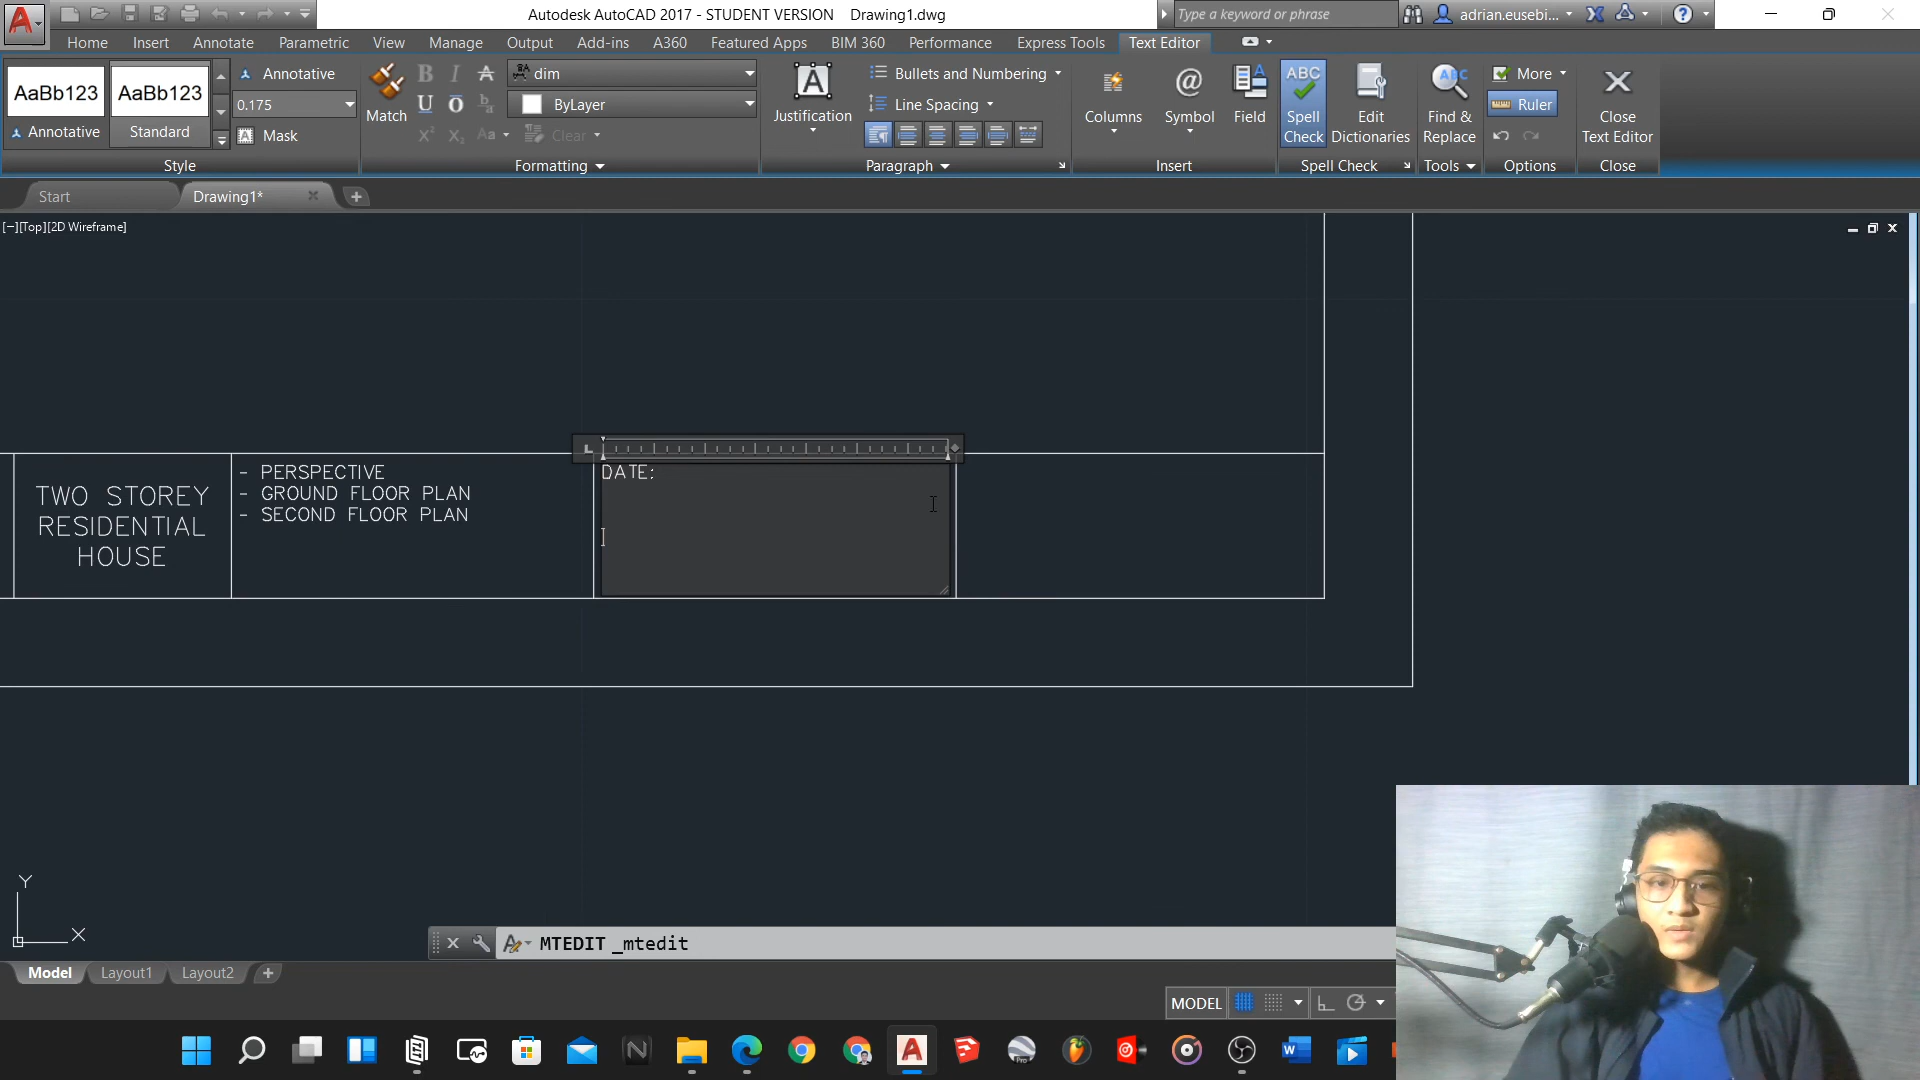 Autodesk AutoCAD 2017 - STUDENT VERSION Drawing1.dwg
Type a keyword or phrase
adrian.eusebi...
Home Insert Annotate Parametric View Manage Output Add-ins A360 Featured Apps BIM 360 Performance Express Tools Text Editor
AaBb123 AaBb123
Annotative Standard
Annotative
0.175
Mask
Style
Match
dim
ByLayer
Aa
Clear
Formatting
Justification
Bullets and Numbering
Line Spacing
Paragraph
Columns
Symbol
Field
Insert
ABC
Spell Check
Edit Dictionaries
Spell Check
ABC
Find & Replace
Tools
More
Ruler
Options
Close Text Editor
Close
Start Drawing1*
[−][Top][2D Wireframe]
TWO STOREY
RESIDENTIAL
HOUSE
- PERSPECTIVE
- GROUND FLOOR PLAN
- SECOND FLOOR PLAN
DATE:
Y
X
MTEDIT _mtedit
Model Layout1 Layout2
MODEL